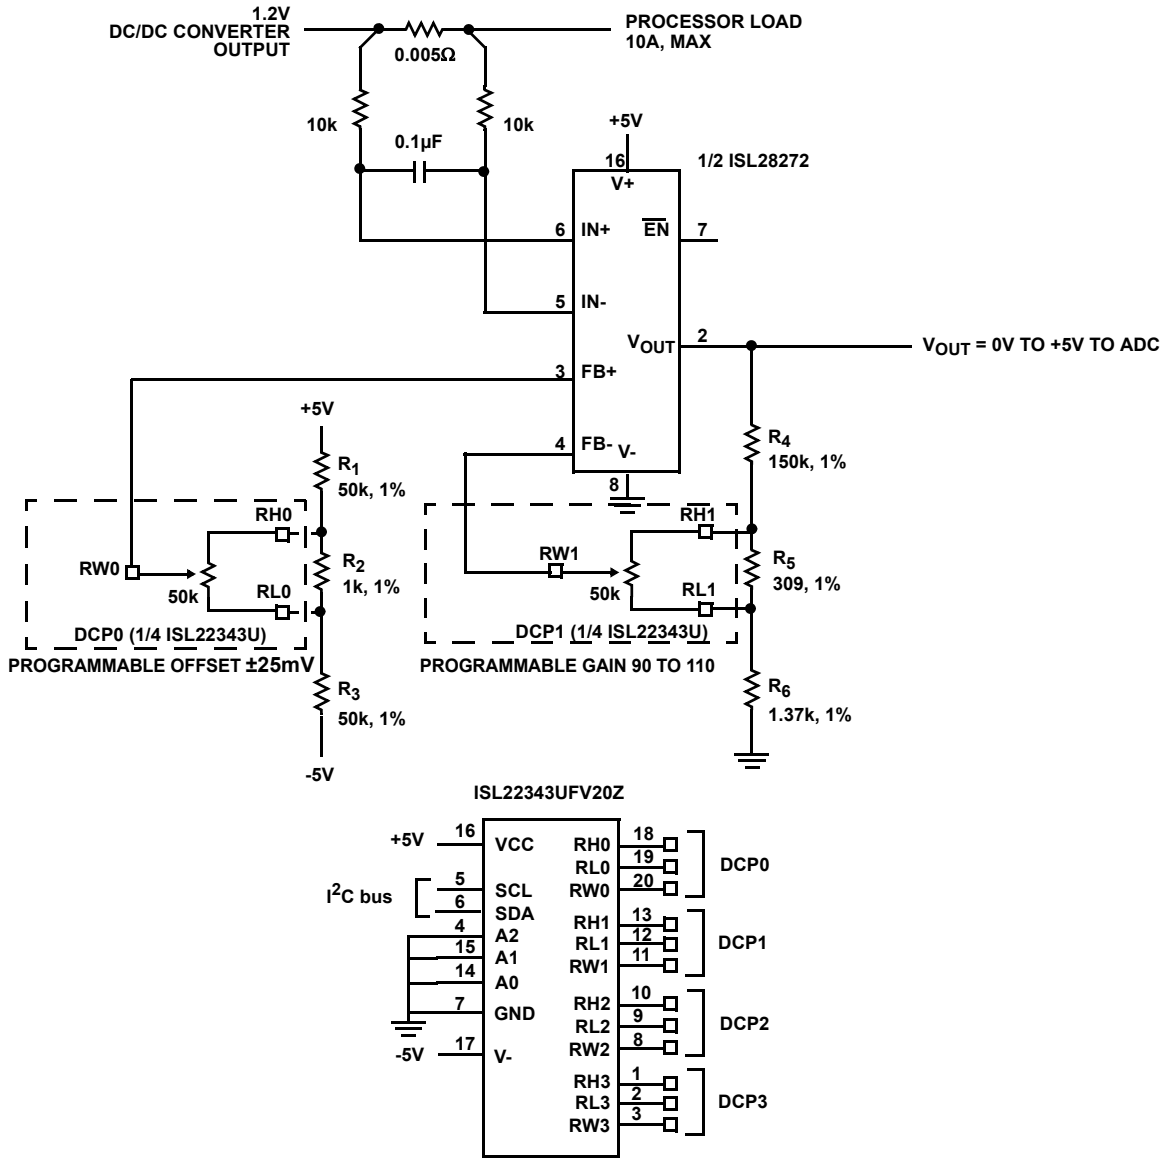 1.2V
DC/DC CONVERTER
OUTPUT
0.005Ω
PROCESSOR LOAD
10A, MAX
10k
10k
0.1µF
+5V
16
V+
1/2 ISL28272
6
IN+
EN
7
5
IN-
VOUT
2
VOUT = 0V TO +5V TO ADC
3
FB+
4
FB-
V-
8
+5V
R1
50k, 1%
RH0
RW0
R2
1k, 1%
50k
RL0
DCP0 (1/4 ISL22343U)
PROGRAMMABLE OFFSET ±25mV
R3
50k, 1%
-5V
R4
150k, 1%
RH1
RW1
R5
309, 1%
50k
RL1
DCP1 (1/4 ISL22343U)
PROGRAMMABLE GAIN 90 TO 110
R6
1.37k, 1%
ISL22343UFV20Z
+5V
16
VCC
I2C bus
5
SCL
6
SDA
4
A2
15
A1
14
A0
7
GND
-5V
17
V-
RH0
18
RL0
19
RW0
20
DCP0
RH1
13
RL1
12
RW1
11
DCP1
RH2
10
RL2
9
RW2
8
DCP2
RH3
1
RL3
2
RW3
3
DCP3